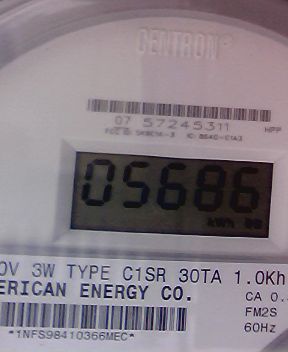 CENTRON®
07 57245311
HPP
05686
kWh
0V 3W TYPE C1SR 30TA 1.0Kh
ERICAN ENERGY CO.
CA 0.
FM2S
*1NFS98410366MEC*
60Hz